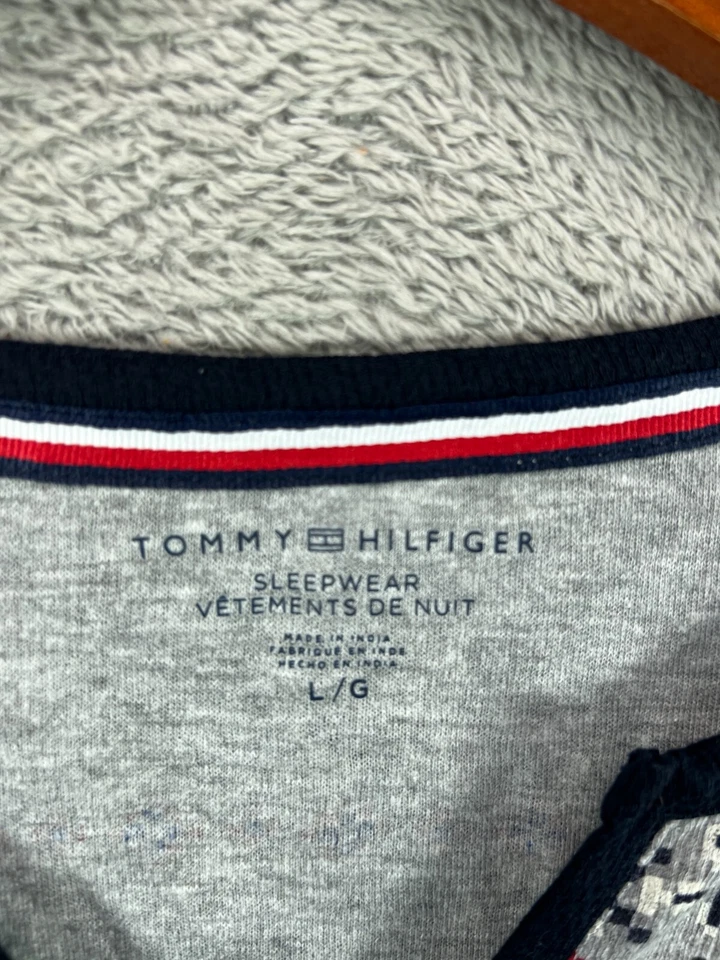 TOMMY HILFIGER
SLEEPWEAR
VÊTEMENTS DE NUIT
MADE IN INDIA
FABRIQUÉ EN INDE
HECHO EN INDIA
L/G